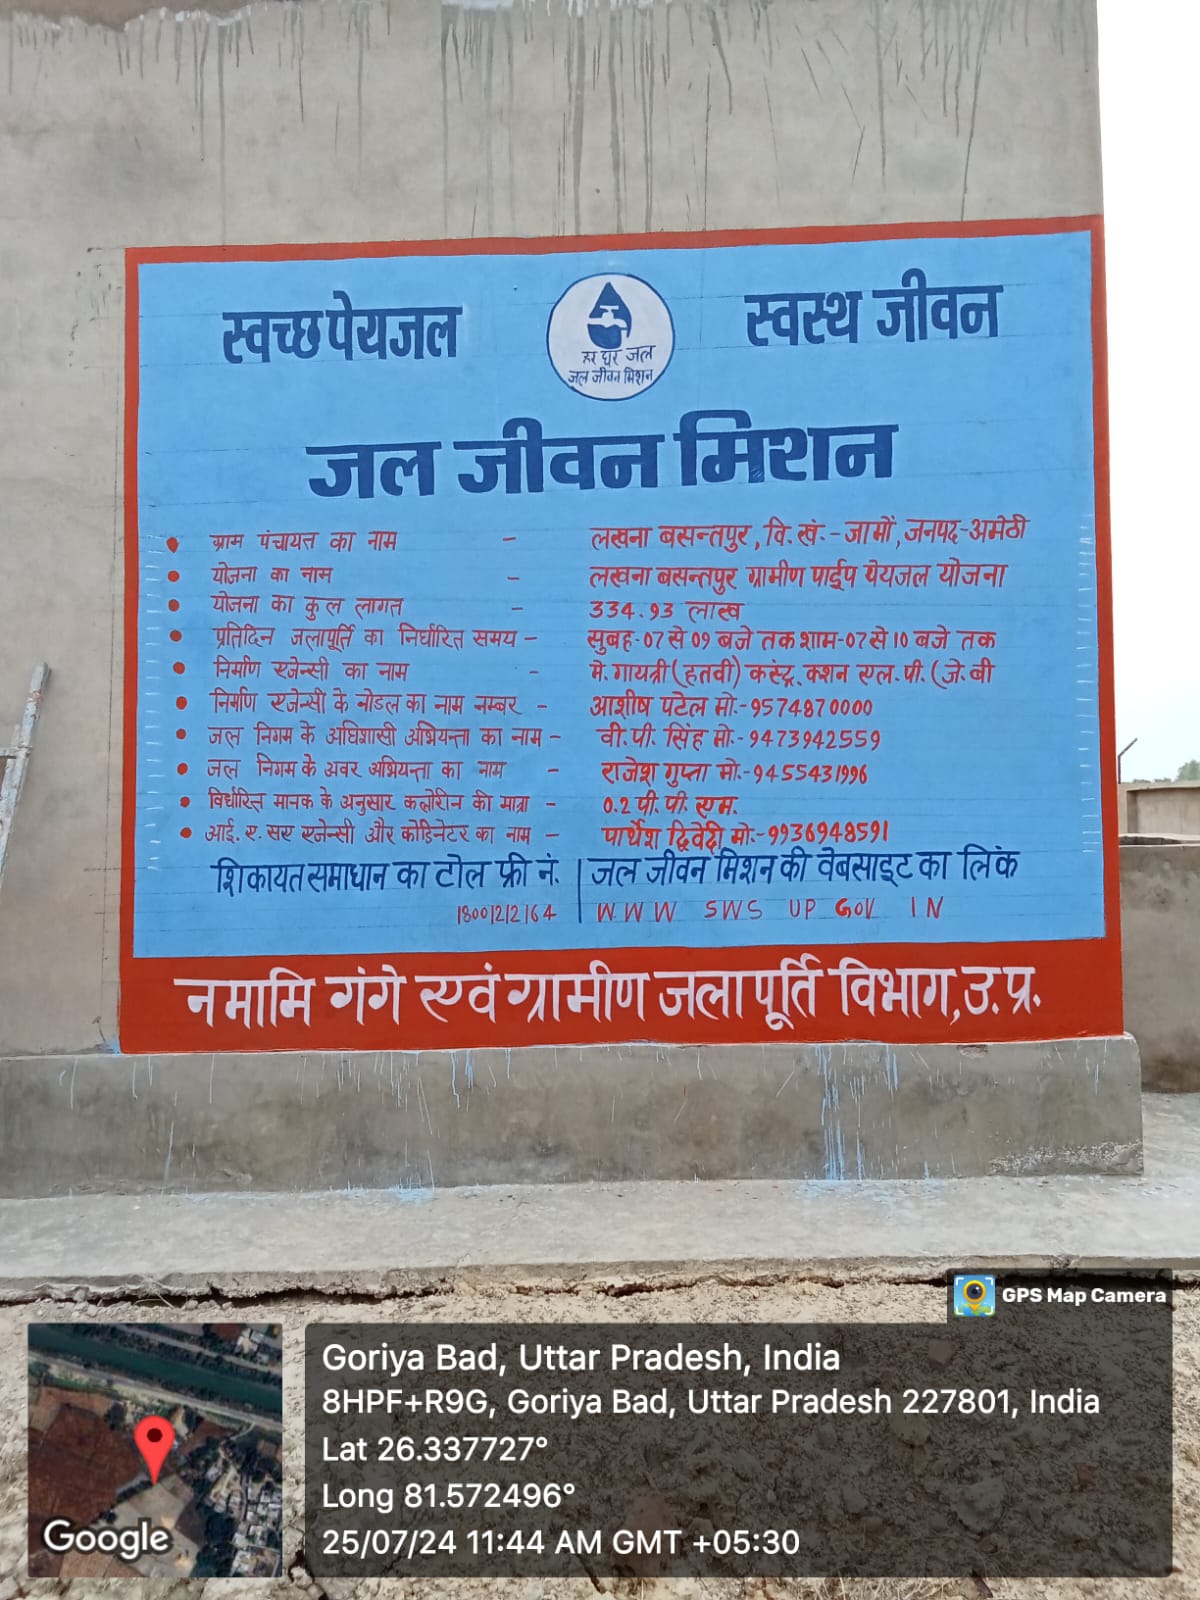 स्वच्छ पेयजल
हर घर जल
जल जीवन मिशन
स्वस्थ जीवन
जल जीवन मिशन
• ग्राम पंचायत का नाम - लखना बसन्तपुर, वि. खं.-जामों, जनपद-अमेठी
• योजना का नाम - लखना बसन्तपुर ग्रामीण पाईप पेयजल योजना
• योजना का कुल लागत - 334.93 लाख
• प्रतिदिन जलापूर्ति का निर्धारित समय - सुबह-07 से 09 बजे तक शाम-07 से 10 बजे तक
• निर्माण एजेन्सी का नाम - मे. गायत्री (हतवी) कंस्ट्र.क्शन एल.पी.(जे.बी
• निर्माण एजेन्सी के नोडल का नाम नम्बर - आशीष पटेल मो.-9574870000
• जल निगम के अधिशासी अभियन्ता का नाम - वी.पी. सिंह मो.-9473942559
• जल निगम के अवर अभियन्ता का नाम - राजेश गुप्ता मो.-9455431996
• विर्धारित मानक के अनुसार क्लोरीन की मात्रा - 0.2 पी.पी. एम.
• आई.ए.सए एजेन्सी और कोडिनेटर का नाम - पार्थेश द्विवेदी मो.-9936948591
शिकायत समाधान का टोल फ्री नं. | जल जीवन मिशन की वेबसाइट का लिंक
18001212164 | WWW SWS UP GOV IN
नमामि गंगे एवं ग्रामीण जलापूर्ति विभाग, उ.प्र.
GPS Map Camera
Goriya Bad, Uttar Pradesh, India
8HPF+R9G, Goriya Bad, Uttar Pradesh 227801, India
Lat 26.337727°
Long 81.572496°
25/07/24 11:44 AM GMT +05:30
Google